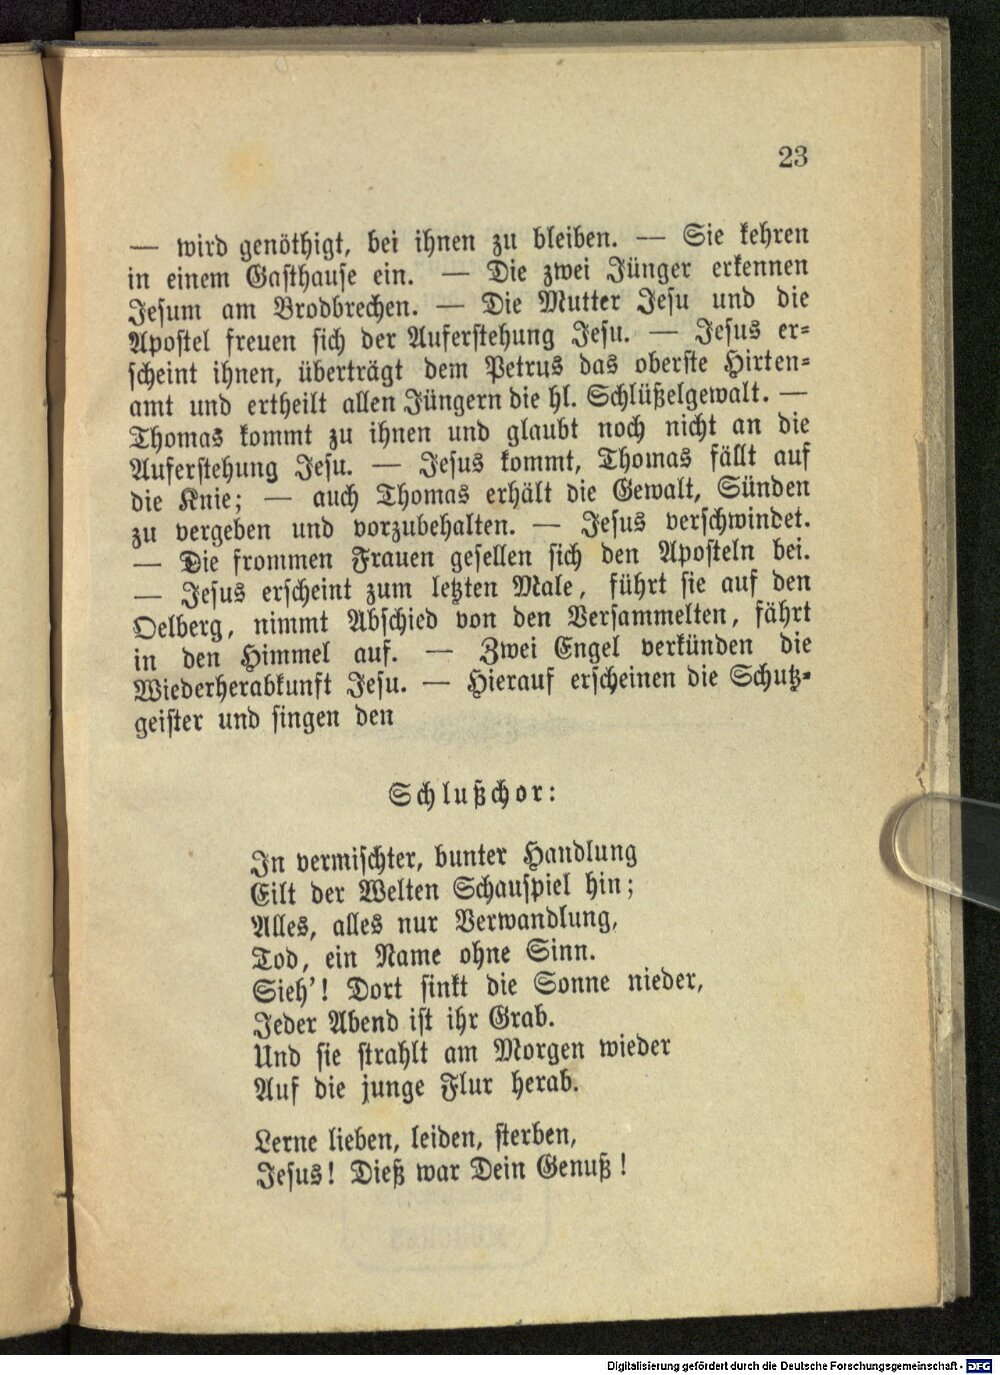 23
— wird genöthigt, bei ihnen zu bleiben. — Sie kehren
in einem Gasthause ein. — Die zwei Jünger erkennen
Jesum am Brodbrechen. — Die Mutter Jesu und die
Apostel freuen sich der Auferstehung Jesu. — Jesus er-
scheint ihnen, überträgt dem Petrus das oberste Hirten-
amt und ertheilt allen Jüngern die hl. Schlüßelgewalt. —
Thomas kommt zu ihnen und glaubt noch nicht an die
Auferstehung Jesu. — Jesus kommt, Thomas fällt auf
die Knie; — auch Thomas erhält die Gewalt, Sünden
zu vergeben und vorzubehalten. — Jesus verschwindet.
— Die frommen Frauen gesellen sich den Aposteln bei.
— Jesus erscheint zum letzten Male, führt sie auf den
Oelberg, nimmt Abschied von den Versammelten, fährt
in den Himmel auf. — Zwei Engel verkünden die
Wiederherabkunft Jesu. — Hierauf erscheinen die Schutz-
geister und singen den
Schlußchor:
In vermischter, bunter Handlung
Eilt der Welten Schauspiel hin;
Alles, alles nur Verwandlung,
Tod, ein Name ohne Sinn.
Sieh'! Dort sinkt die Sonne nieder,
Jeder Abend ist ihr Grab.
Und sie strahlt am Morgen wieder
Auf die junge Flur herab.
Lerne lieben, leiden, sterben,
Jesus! Dieß war Dein Genuß!
Digitalisierung gefördert durch die Deutsche Forschungsgemeinschaft - DFG